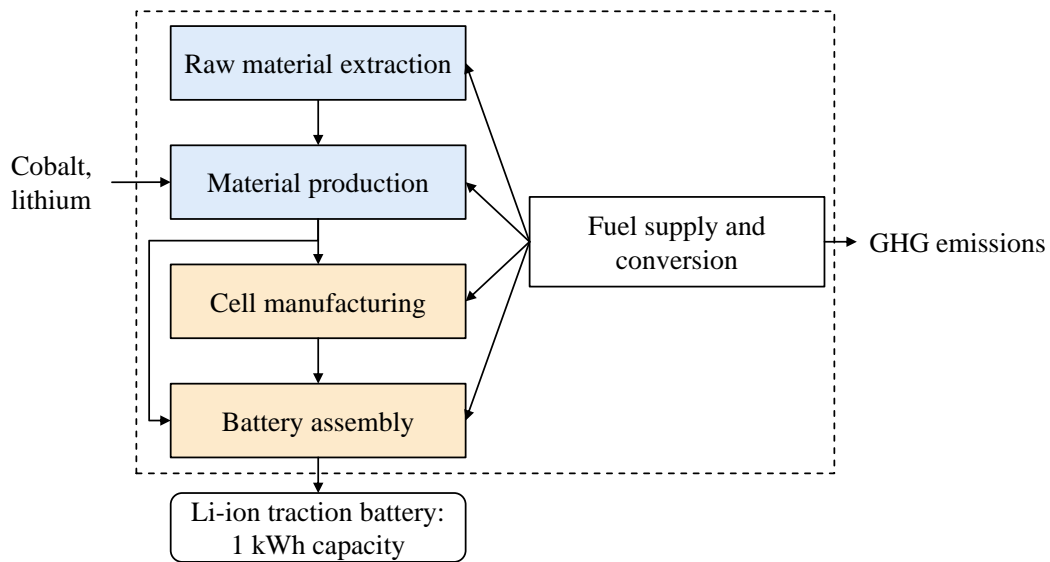 Raw material extraction
Cobalt,
lithium
Material production
Fuel supply and
conversion
GHG emissions
Cell manufacturing
Battery assembly
Li-ion traction battery:
1 kWh capacity